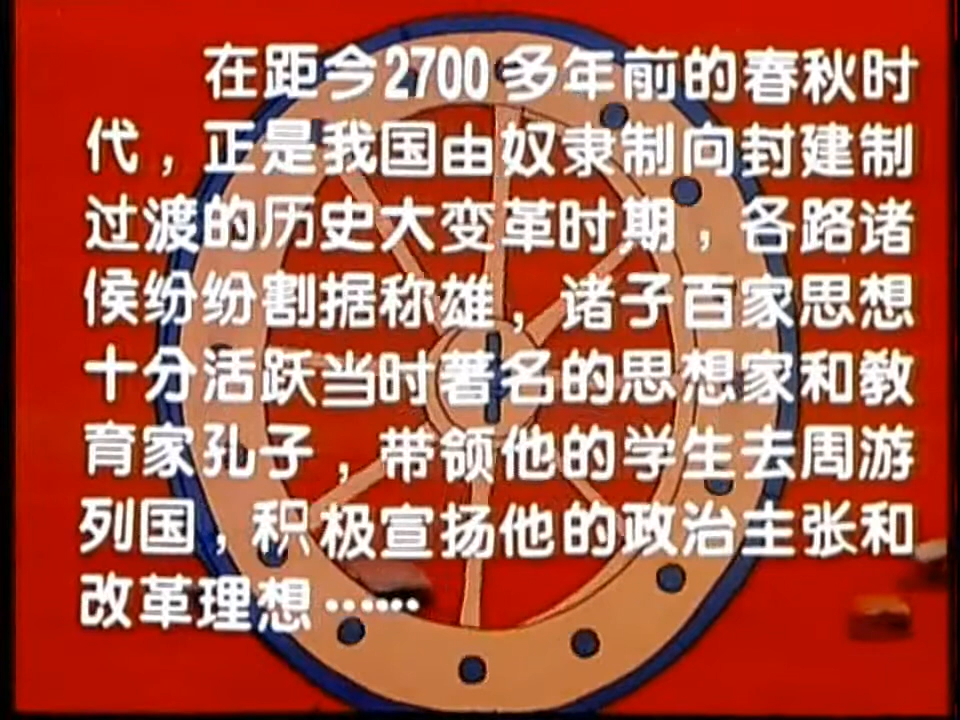 在距今2700多年前的春秋时
代，正是我国由奴隶制向封建制
过渡的历史大变革时期，各路诸
侯纷纷割据称雄，诸子百家思想
十分活跃当时著名的思想家和教
育家孔子，带领他的学生去周游
列国，积极宣扬他的政治主张和
改革理想……